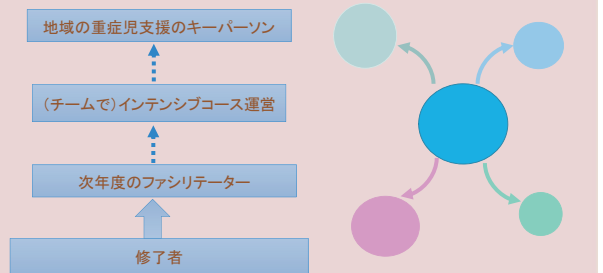 地域の重症児支援のキーパーソン
(チームで)インテンシブコース運営
次年度のファシリテーター
修了者